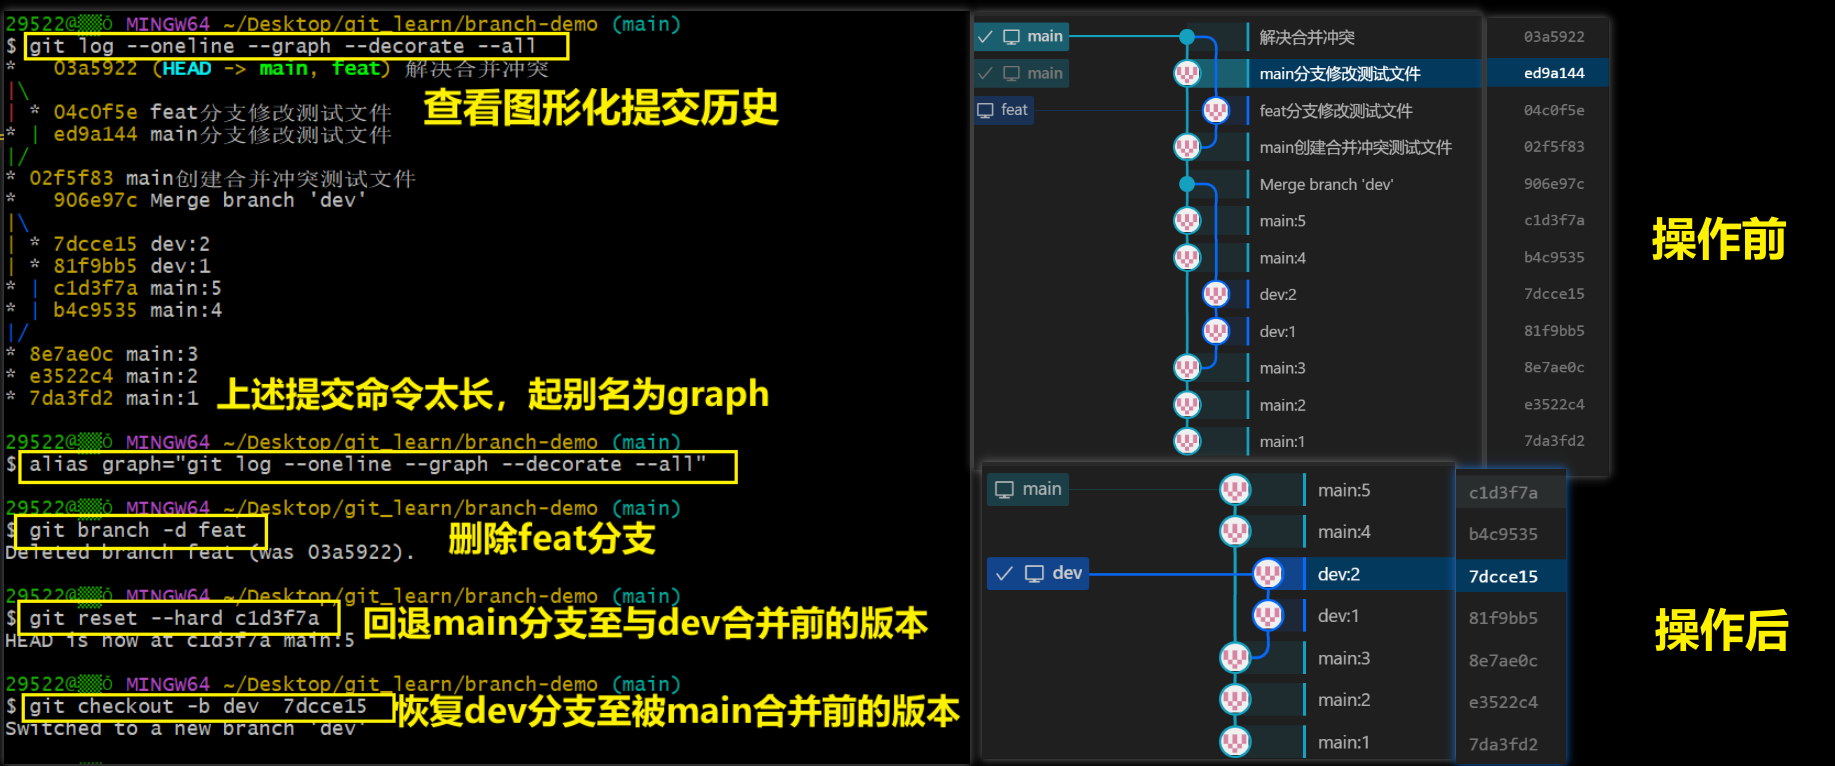 29522@ MINGW64 ~/Desktop/git_learn/branch-demo (main)
$ git log --oneline --graph --decorate --all
*   03a5922 (HEAD -> main, feat) 解决合并冲突
|\
| * 04c0f5e feat分支修改测试文件
* | ed9a144 main分支修改测试文件
|/
* 02f5f83 main创建合并冲突测试文件
*   906e97c Merge branch 'dev'
|\
| * 7dcce15 dev:2
| * 81f9bb5 dev:1
* | c1d3f7a main:5
* | b4c9535 main:4
|/
* 8e7ae0c main:3
* e3522c4 main:2
* 7da3fd2 main:1
查看图形化提交历史
上述提交命令太长，起别名为graph
29522@ MINGW64 ~/Desktop/git_learn/branch-demo (main)
$ alias graph="git log --oneline --graph --decorate --all"
29522@ MINGW64 ~/Desktop/git_learn/branch-demo (main)
$ git branch -d feat
Deleted branch feat (was 03a5922).
删除feat分支
29522@ MINGW64 ~/Desktop/git_learn/branch-demo (main)
$ git reset --hard c1d3f7a
HEAD is now at c1d3f7a main:5
回退main分支至与dev合并前的版本
29522@ MINGW64 ~/Desktop/git_learn/branch-demo (main)
$ git checkout -b dev  7dcce15
Switched to a new branch 'dev'
恢复dev分支至被main合并前的版本
main 解决合并冲突 03a5922
main main分支修改测试文件 ed9a144
feat feat分支修改测试文件 04c0f5e
main创建合并冲突测试文件 02f5f83
Merge branch 'dev' 906e97c
main:5 c1d3f7a
main:4 b4c9535
dev:2 7dcce15
dev:1 81f9bb5
main:3 8e7ae0c
main:2 e3522c4
main:1 7da3fd2
操作前
main main:5 c1d3f7a
main:4 b4c9535
dev dev:2 7dcce15
dev:1 81f9bb5
main:3 8e7ae0c
main:2 e3522c4
main:1 7da3fd2
操作后